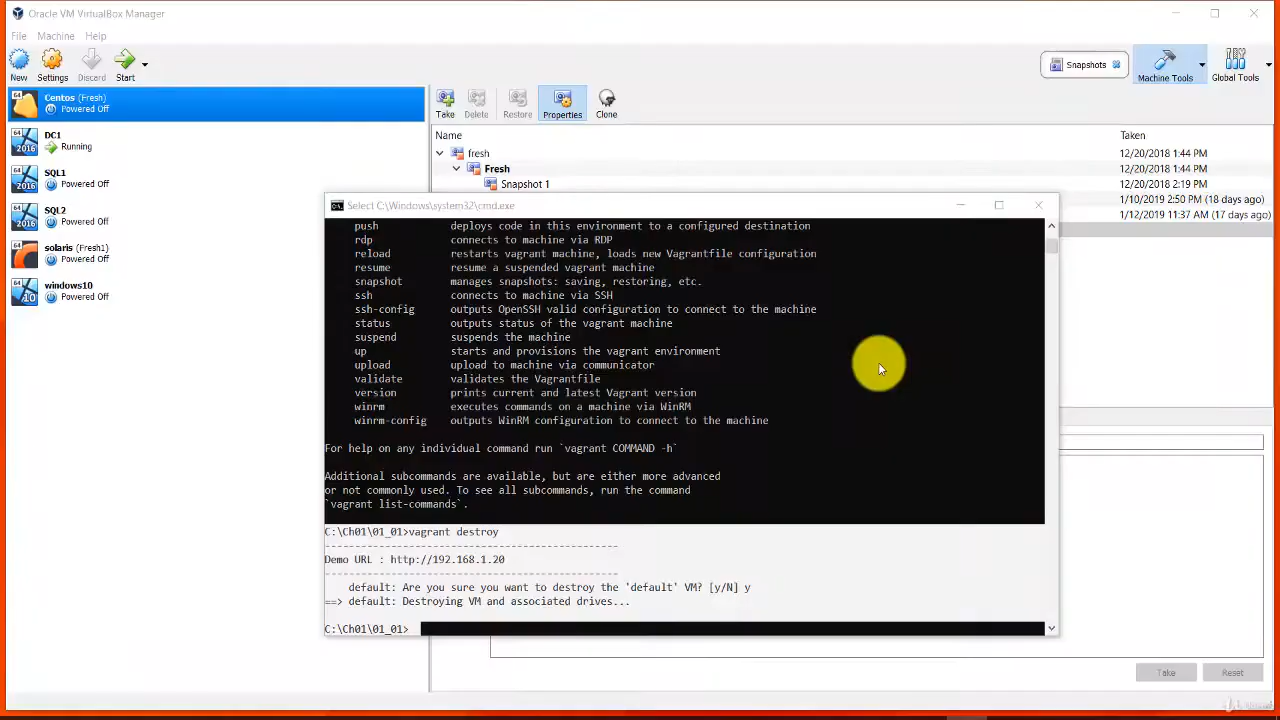 Oracle VM VirtualBox Manager
File Machine Help
New Settings Discard Start
Snapshots
Machine Tools
Global Tools
Centos (Fresh)
Powered Off
DC1
Running
SQL1
Powered Off
SQL2
Powered Off
solaris (Fresh1)
Powered Off
windows10
Powered Off
64
64
2016
64
2016
64
2016
64
64
10
Take Delete Restore Properties Clone
Name Taken
fresh 12/20/2018 1:44 PM
Fresh 12/20/2018 1:44 PM
Snapshot 1 12/20/2018 2:19 PM
1/10/2019 2:50 PM (18 days ago)
1/12/2019 11:37 AM (17 days ago)
Select C:\Windows\system32\cmd.exe
push deploys code in this environment to a configured destination
rdp connects to machine via RDP
reload restarts vagrant machine, loads new Vagrantfile configuration
resume resume a suspended vagrant machine
snapshot manages snapshots: saving, restoring, etc.
ssh connects to machine via SSH
ssh-config outputs OpenSSH valid configuration to connect to the machine
status outputs status of the vagrant machine
suspend suspends the machine
up starts and provisions the vagrant environment
upload upload to machine via communicator
validate validates the Vagrantfile
version prints current and latest Vagrant version
winrm executes commands on a machine via WinRM
winrm-config outputs WinRM configuration to connect to the machine
For help on any individual command run `vagrant COMMAND -h`
Additional subcommands are available, but are either more advanced
or not commonly used. To see all subcommands, run the command
`vagrant list-commands`.
C:\Ch01\01_01>vagrant destroy
-------------------------------------------------
Demo URL : http://192.168.1.20
-------------------------------------------------
default: Are you sure you want to destroy the 'default' VM? [y/N] y
==> default: Destroying VM and associated drives...
C:\Ch01\01_01>
Take Reset